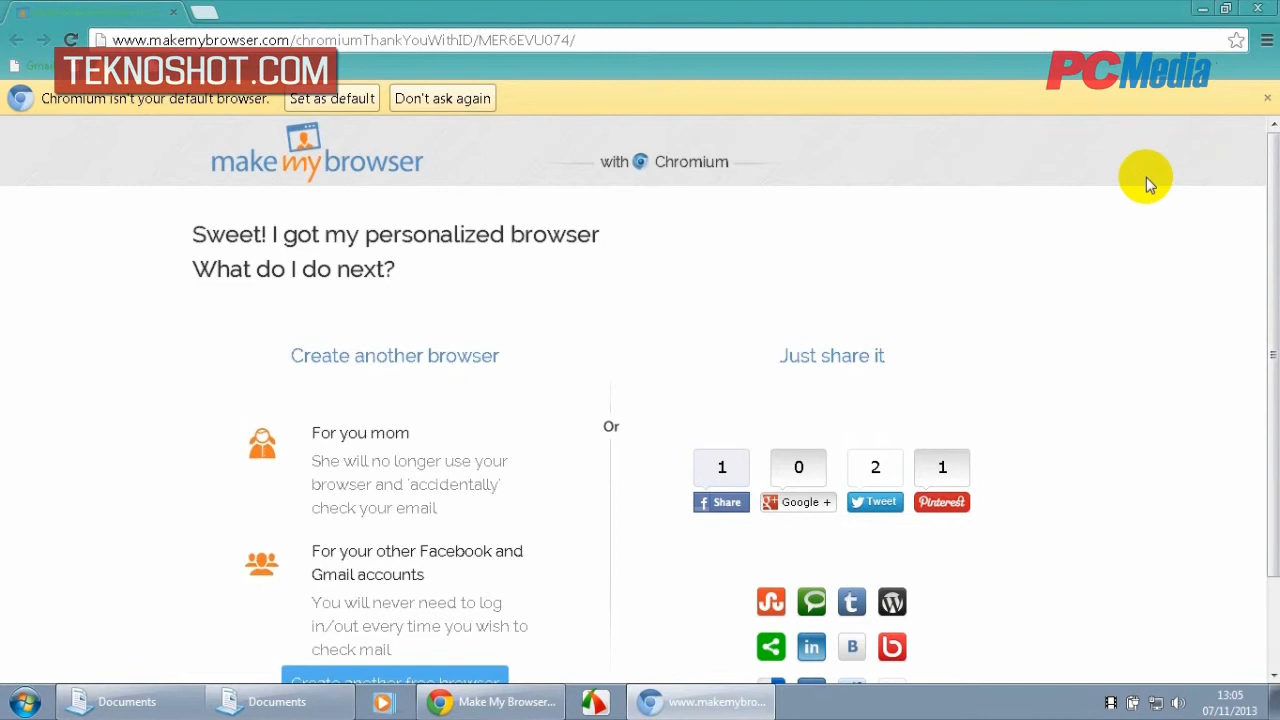 www.makemybrowser.com/chromiumThankYouWithID/MER6EVU074/
TEKNOSHOT.COM
PCMedia
Chromium isn't your default browser.
Set as default
Don't ask again
make my browser
with Chromium
Sweet! I got my personalized browser
What do I do next?
Create another browser
Just share it
Or
For you mom
She will no longer use your
browser and 'accidentally'
check your email
For your other Facebook and
Gmail accounts
You will never need to log
in/out every time you wish to
check mail
Create another free browser
1
0
2
1
Share
Google +
Tweet
Pinterest
Documents
Documents
Make My Browser...
www.makemybro...
13:05
07/11/2013